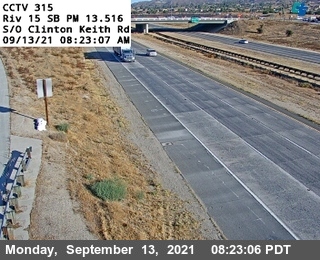 CCTV 315
Riv 15 SB PM 13.516
S/O Clinton Keith Rd
09/13/21 08:23:07 AM
Monday, September 13, 2021 08:23:06 PDT